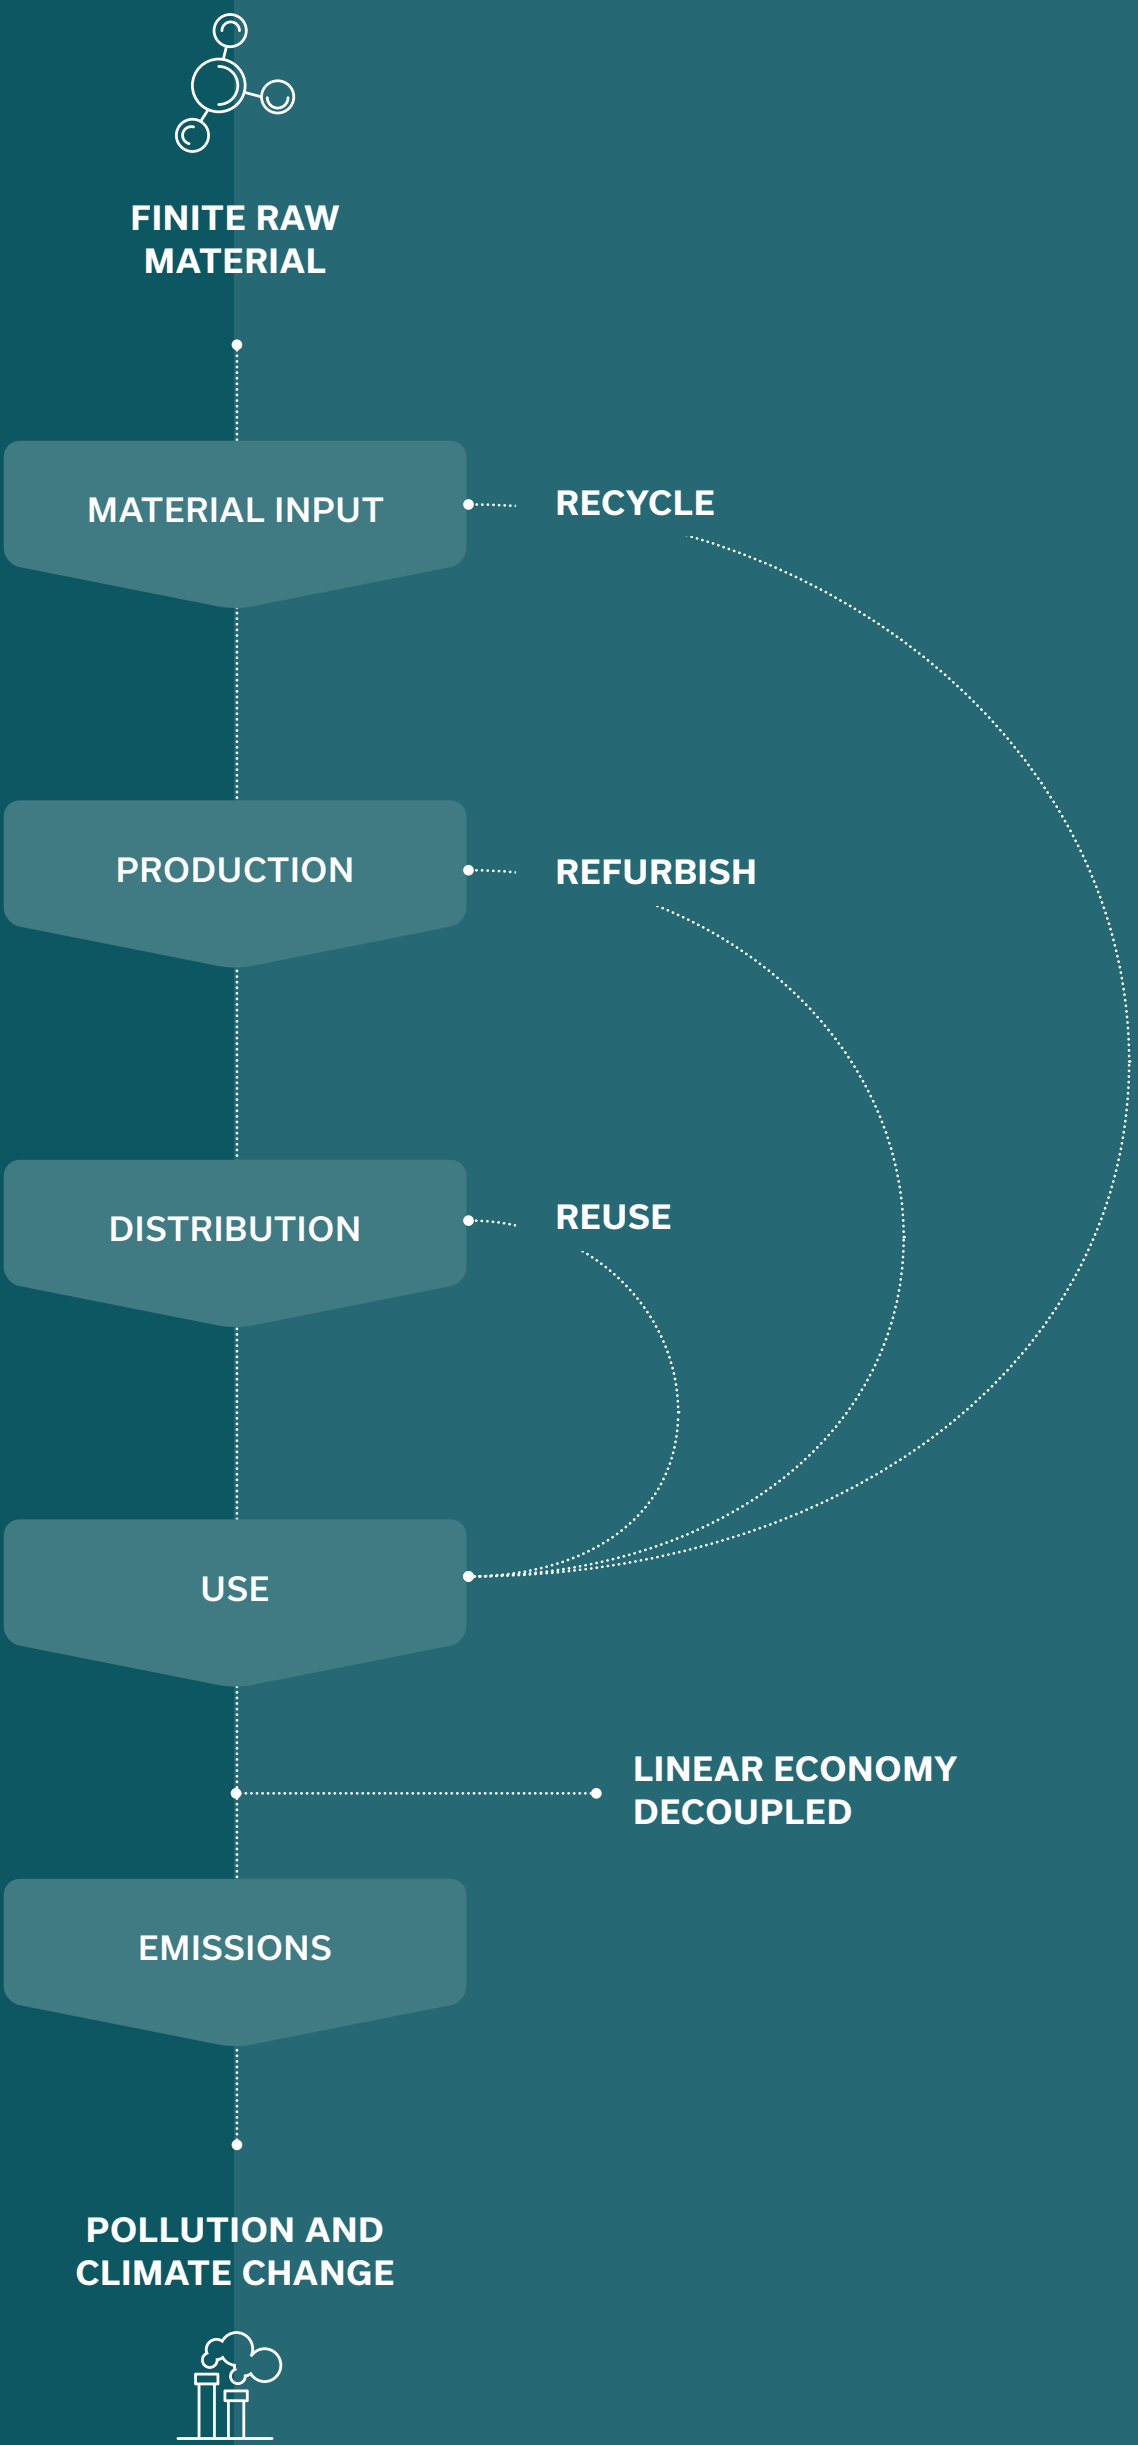 FINITE RAW
MATERIAL
MATERIAL INPUT
RECYCLE
PRODUCTION
REFURBISH
DISTRIBUTION
REUSE
USE
LINEAR ECONOMY
DECOUPLED
EMISSIONS
POLLUTION AND
CLIMATE CHANGE